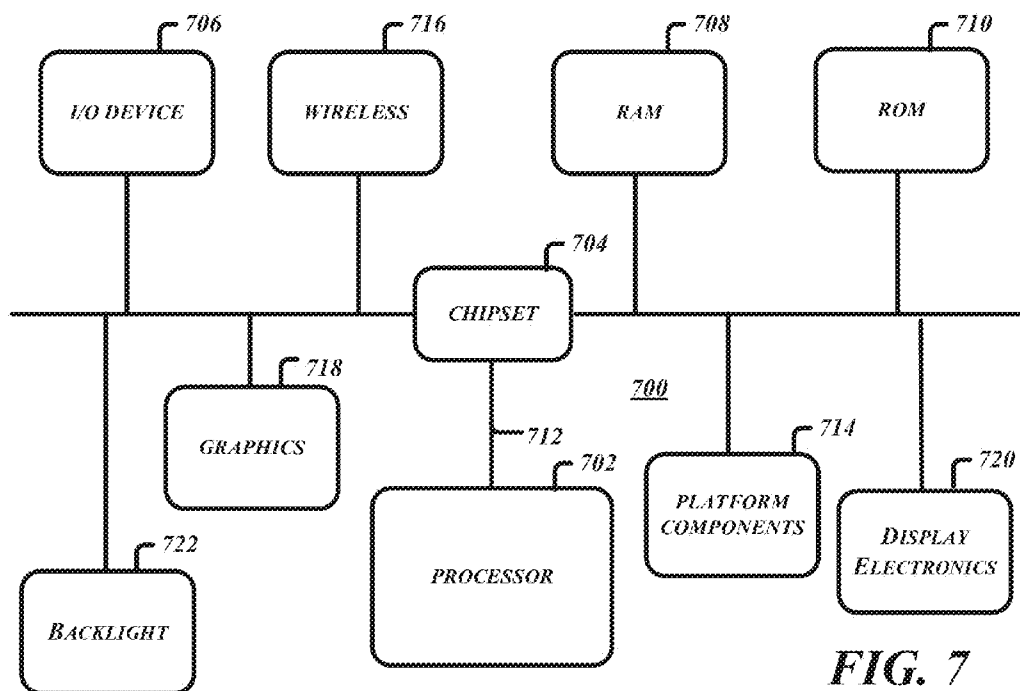 706
716
708
710
I/O DEVICE
WIRELESS
RAM
ROM
704
CHIPSET
718
700
GRAPHICS
712
714
702
720
PLATFORM
COMPONENTS
722
PROCESSOR
DISPLAY
ELECTRONICS
BACKLIGHT
FIG. 7